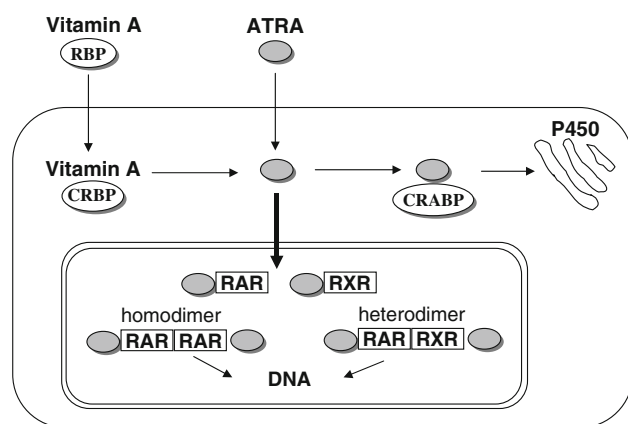 Vitamin A
RBP
ATRA
P450
Vitamin A
CRBP
CRABP
RAR
RXR
homodimer
RAR RAR
heterodimer
RAR RXR
DNA